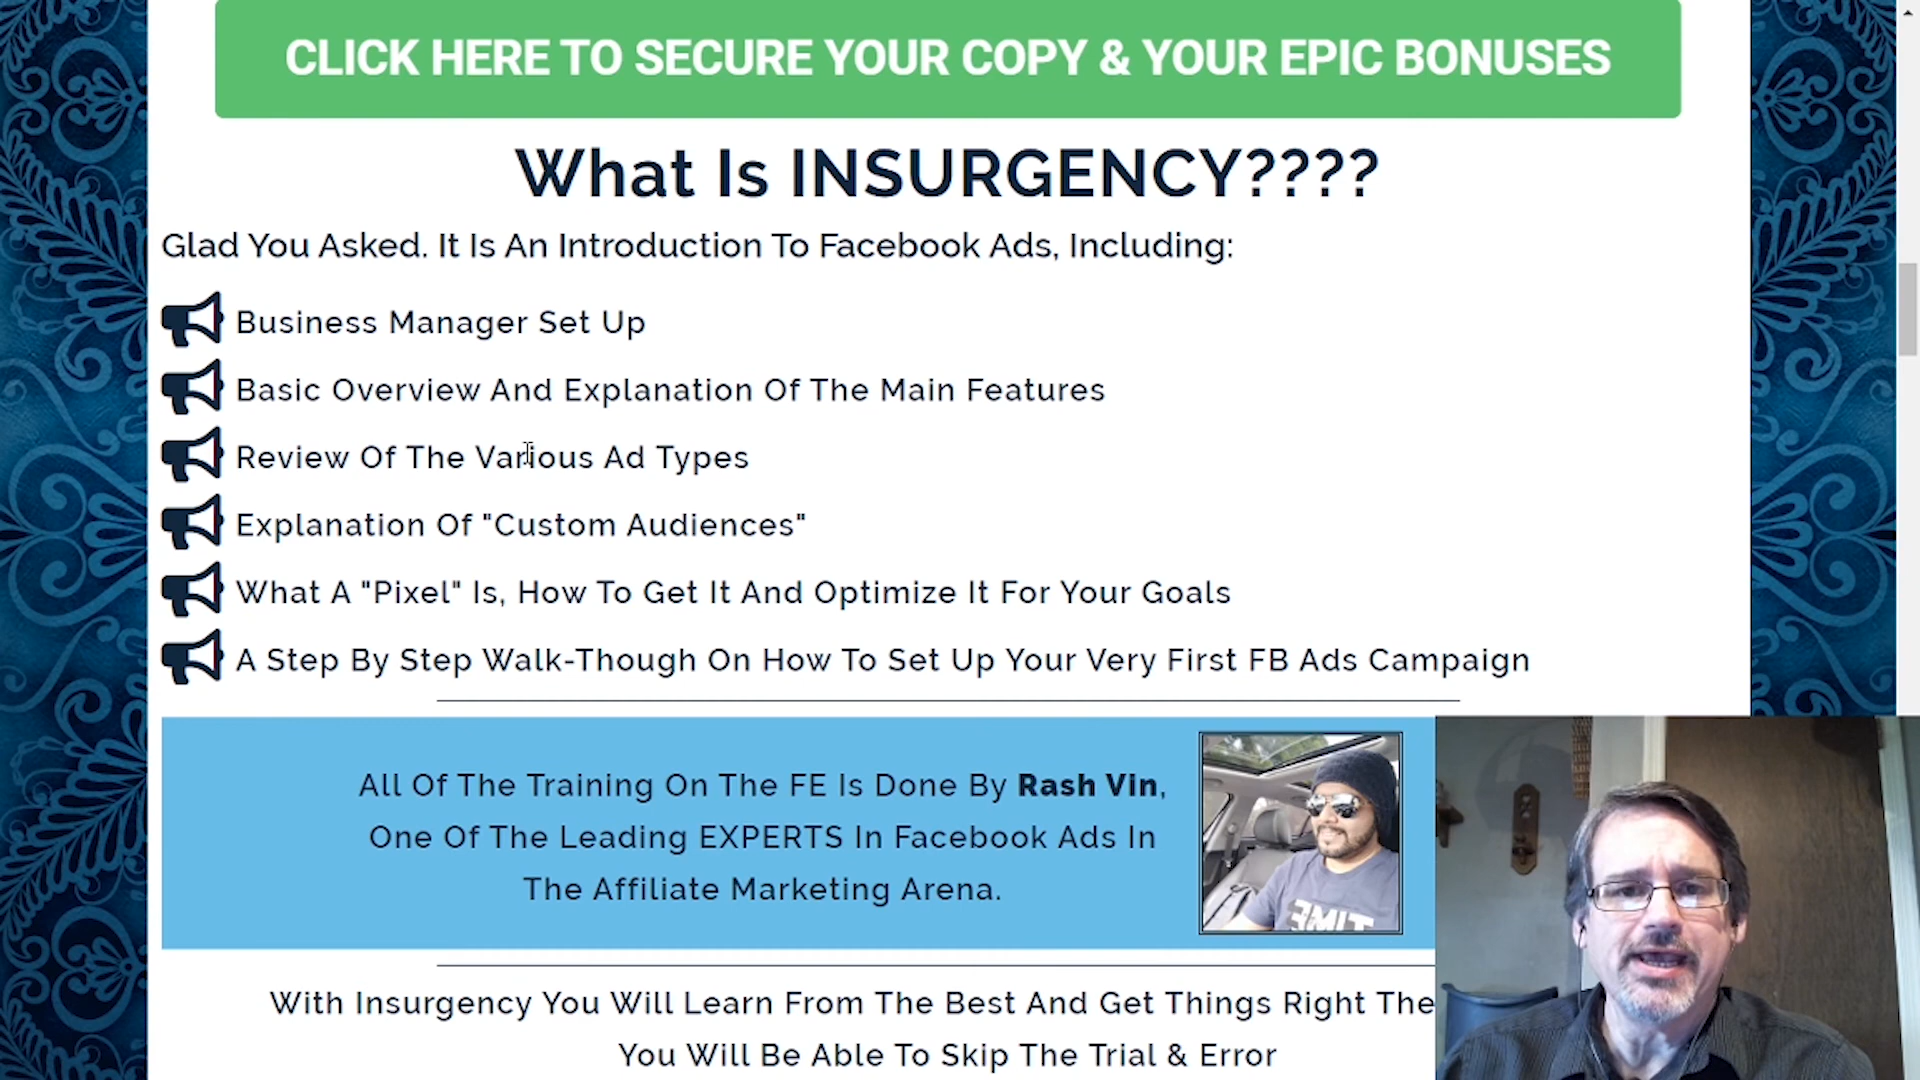 CLICK HERE TO SECURE YOUR COPY & YOUR EPIC BONUSES
What Is INSURGENCY????
Glad You Asked. It Is An Introduction To Facebook Ads, Including:
Business Manager Set Up
Basic Overview And Explanation Of The Main Features
Review Of The Various Ad Types
Explanation Of "Custom Audiences"
What A "Pixel" Is, How To Get It And Optimize It For Your Goals
A Step By Step Walk-Though On How To Set Up Your Very First FB Ads Campaign
All Of The Training On The FE Is Done By Rash Vin,
One Of The Leading EXPERTS In Facebook Ads In
The Affiliate Marketing Arena.
TIME
With Insurgency You Will Learn From The Best And Get Things Right The
You Will Be Able To Skip The Trial & Error